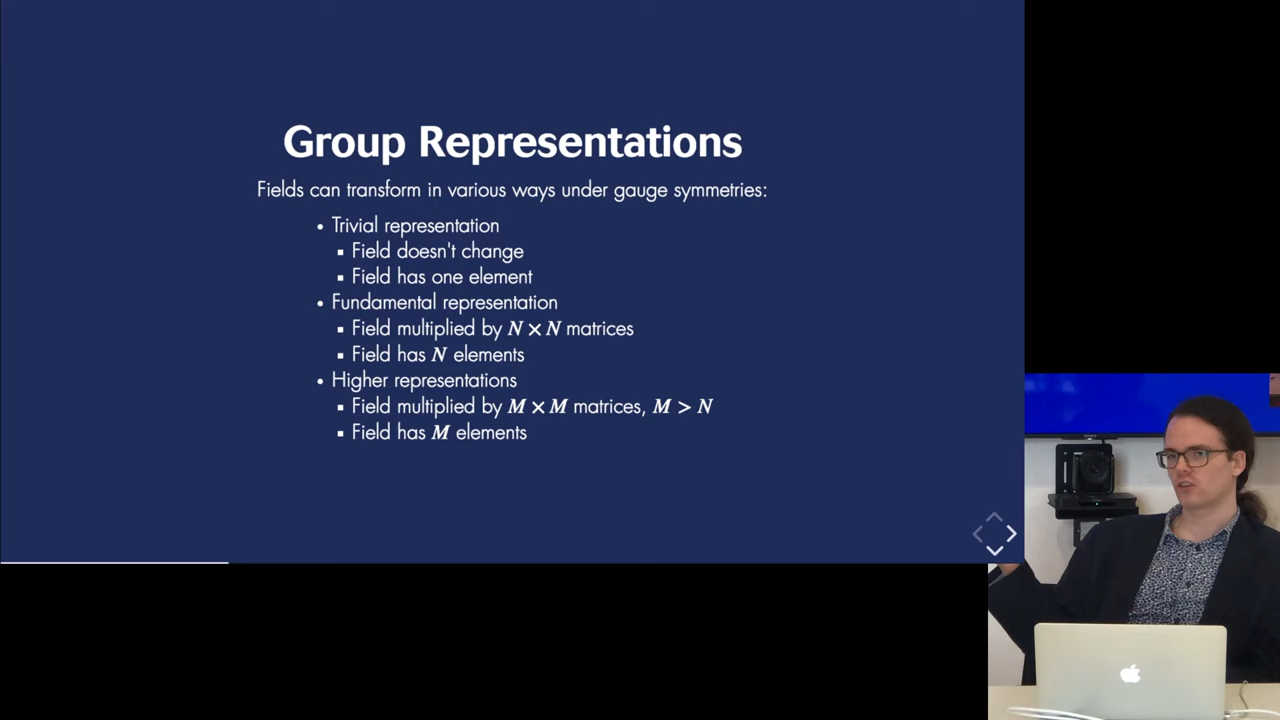 Group Representations
Fields can transform in various ways under gauge symmetries:
• Trivial representation
▪ Field doesn't change
▪ Field has one element
• Fundamental representation
▪ Field multiplied by N × N matrices
▪ Field has N elements
• Higher representations
▪ Field multiplied by M × M matrices, M > N
▪ Field has M elements